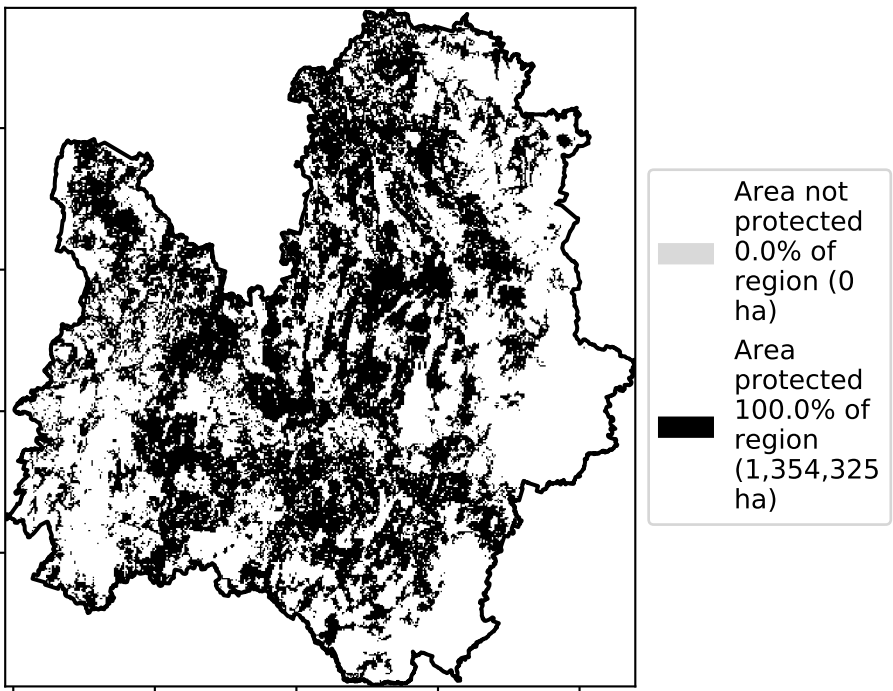 Area not
protected
0.0% of
region (0
ha)
Area
protected
100.0% of
region
(1,354,325
ha)